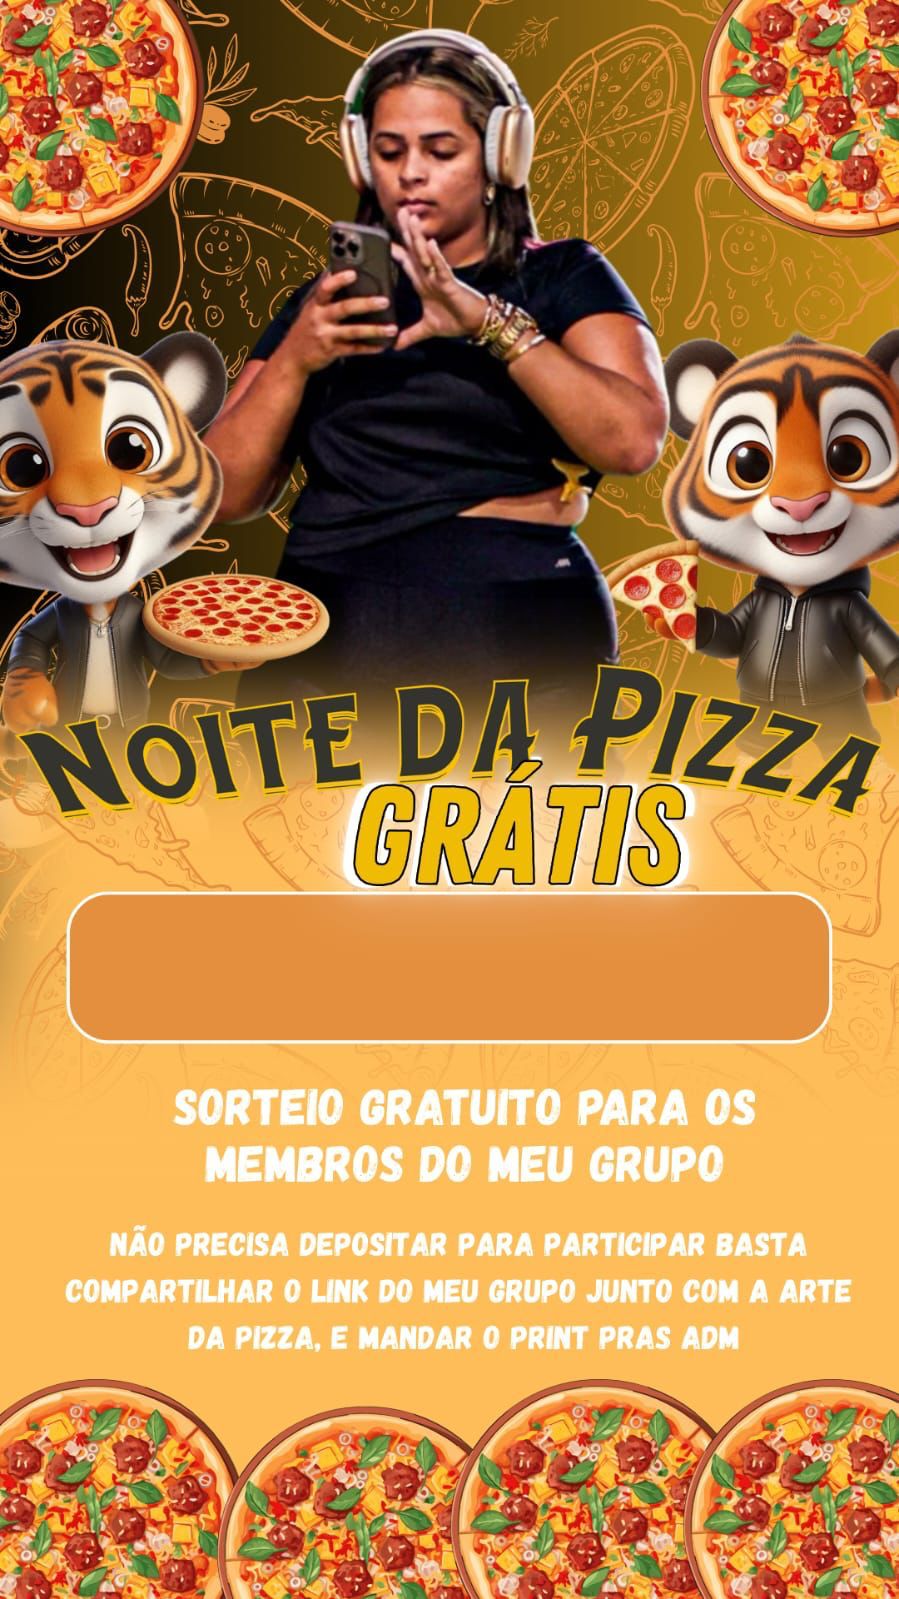 NOITE DA PIZZA
GRÁTIS
SORTEIO GRATUITO PARA OS
MEMBROS DO MEU GRUPO
NÃO PRECISA DEPOSITAR PARA PARTICIPAR BASTA
COMPARTILHAR O LINK DO MEU GRUPO JUNTO COM A ARTE
DA PIZZA, E MANDAR O PRINT PRAS ADM